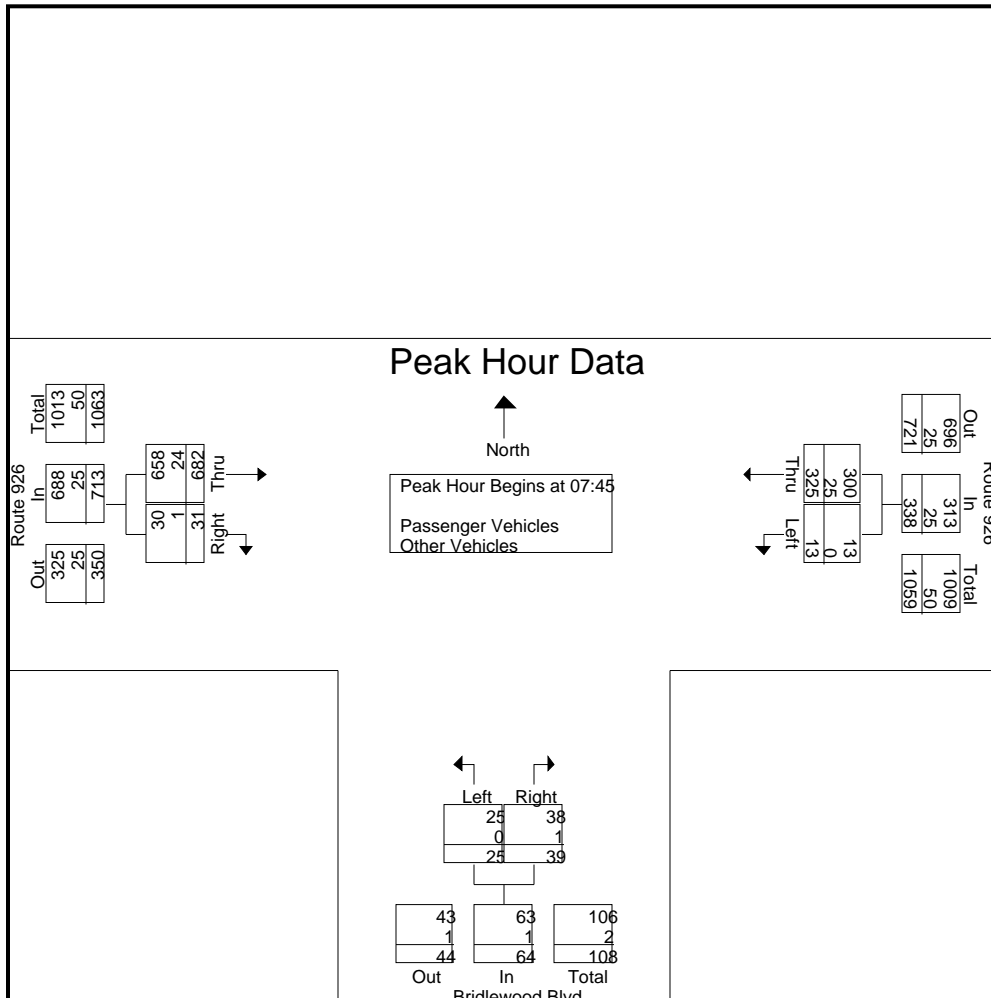 Peak Hour Data
North
Peak Hour Begins at 07:45
Passenger Vehicles
Other Vehicles
Route 926
Total
1013
50
1063
In
688
25
713
Out
325
25
350
Thru
658
24
682
Right
30
1
31
Route 926
Out
696
25
721
In
313
25
338
Total
1009
50
1059
Thru
300
25
325
Left
13
0
13
Left Right
25 38
0 1
25 39
43 63 106
1 1 2
44 64 108
Out In Total
Bridlewood Blvd